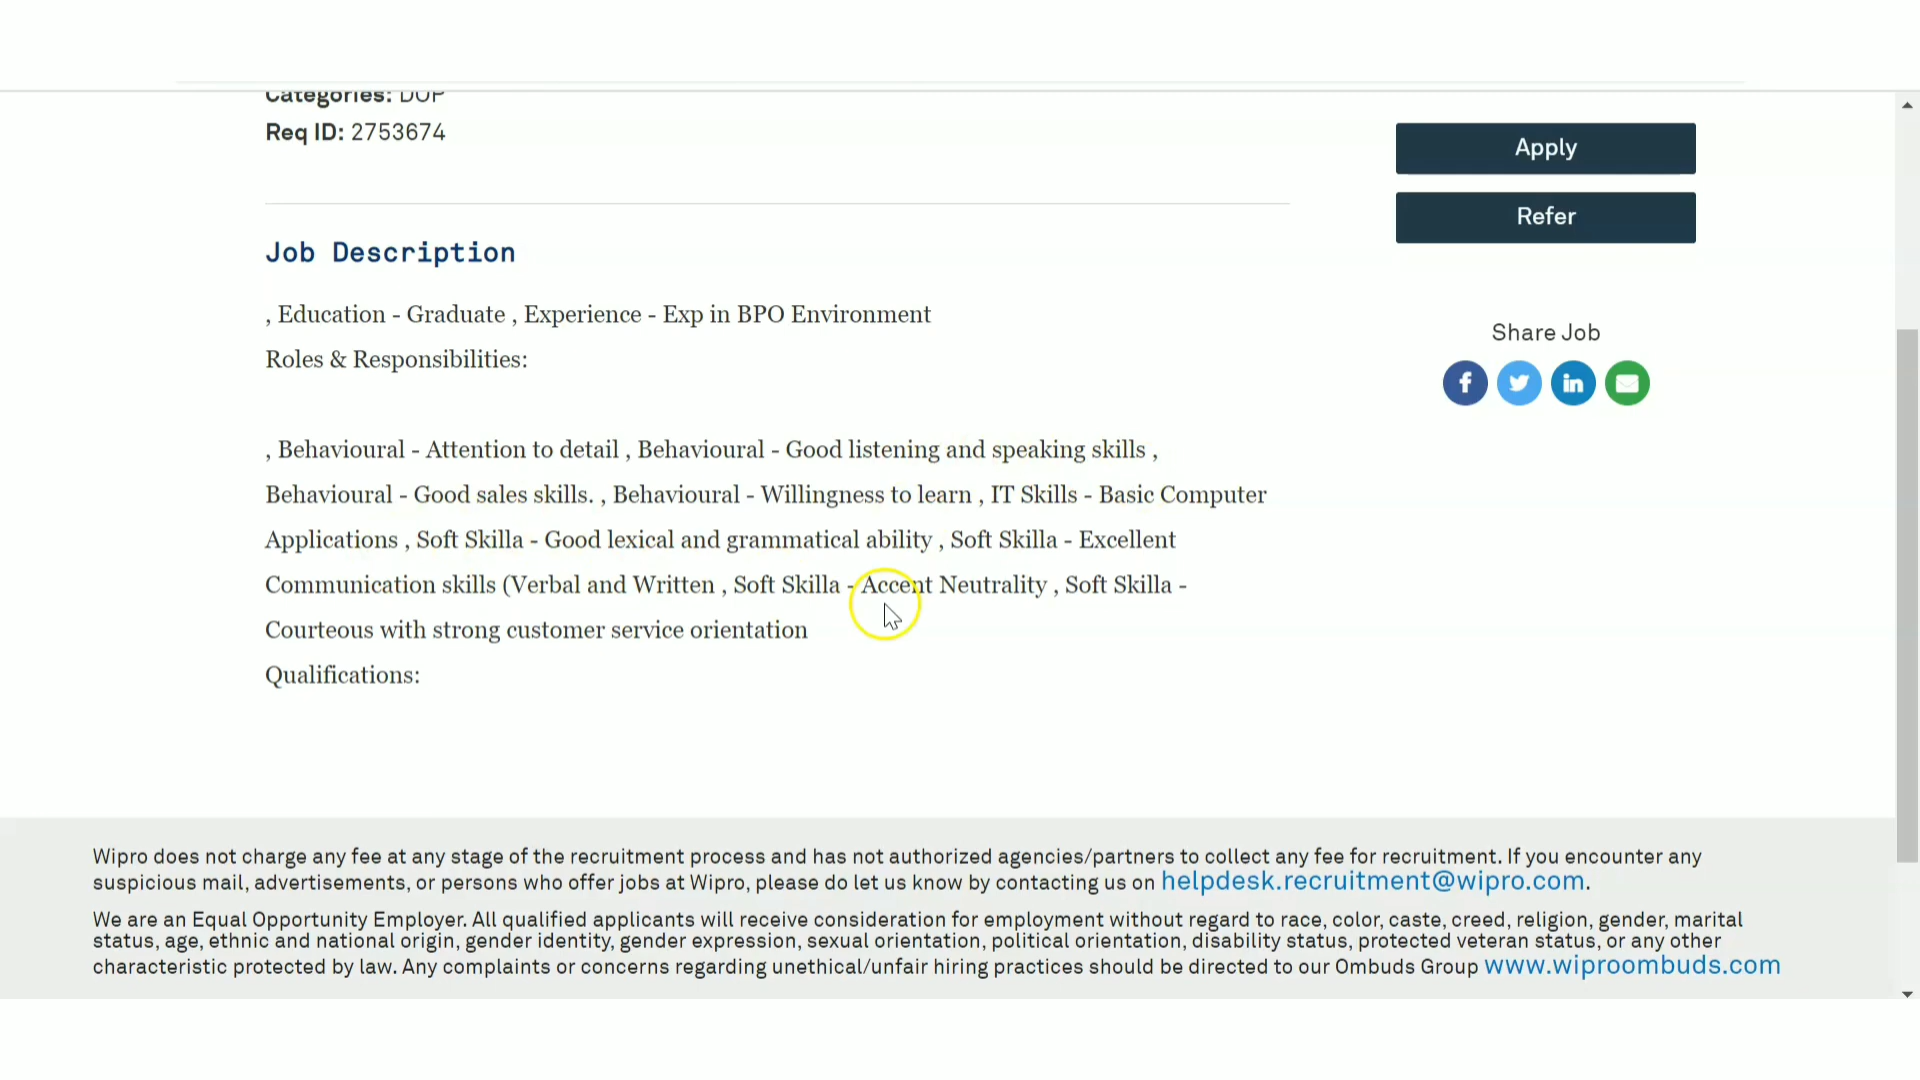 Categories: DOP
Req ID: 2753674
Apply
Refer
Job Description
, Education - Graduate , Experience - Exp in BPO Environment
Roles & Responsibilities:
Share Job
, Behavioural - Attention to detail , Behavioural - Good listening and speaking skills ,
Behavioural - Good sales skills. , Behavioural - Willingness to learn , IT Skills - Basic Computer
Applications , Soft Skilla - Good lexical and grammatical ability , Soft Skilla - Excellent
Communication skills (Verbal and Written , Soft Skilla - Accent Neutrality , Soft Skilla -
Courteous with strong customer service orientation
Qualifications:
Wipro does not charge any fee at any stage of the recruitment process and has not authorized agencies/partners to collect any fee for recruitment. If you encounter any
suspicious mail, advertisements, or persons who offer jobs at Wipro, please do let us know by contacting us on helpdesk.recruitment@wipro.com.
We are an Equal Opportunity Employer. All qualified applicants will receive consideration for employment without regard to race, color, caste, creed, religion, gender, marital
status, age, ethnic and national origin, gender identity, gender expression, sexual orientation, political orientation, disability status, protected veteran status, or any other
characteristic protected by law. Any complaints or concerns regarding unethical/unfair hiring practices should be directed to our Ombuds Group www.wiproombuds.com